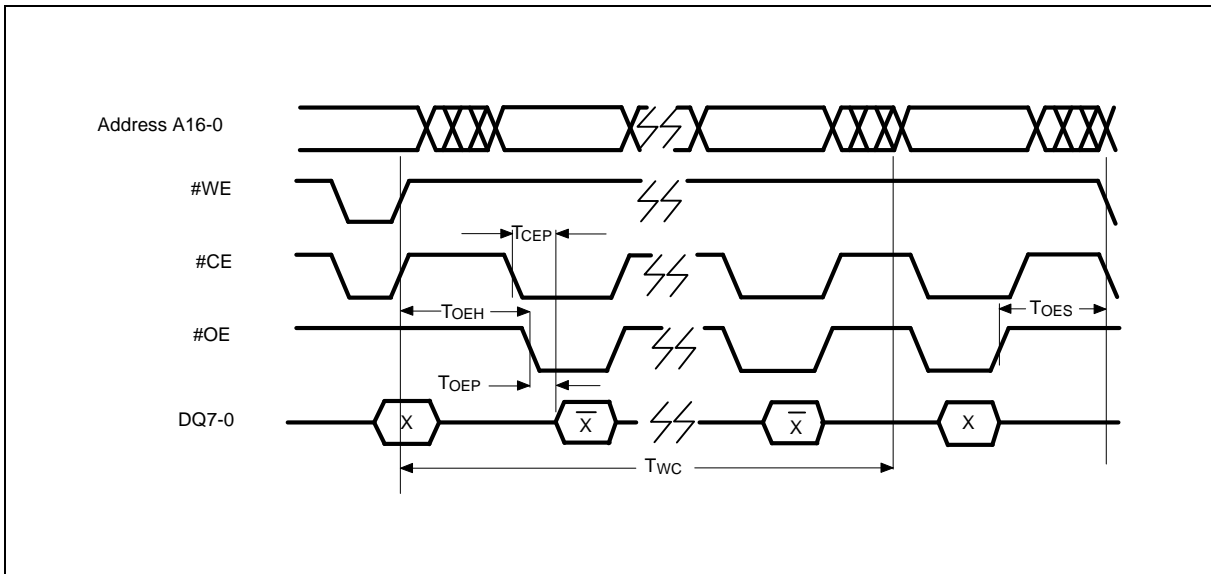 Address A16-0
#WE
TCEP
#CE
TOEH
TOES
#OE
TOEP
DQ7-0
X
X̅
X̅
X
TWC